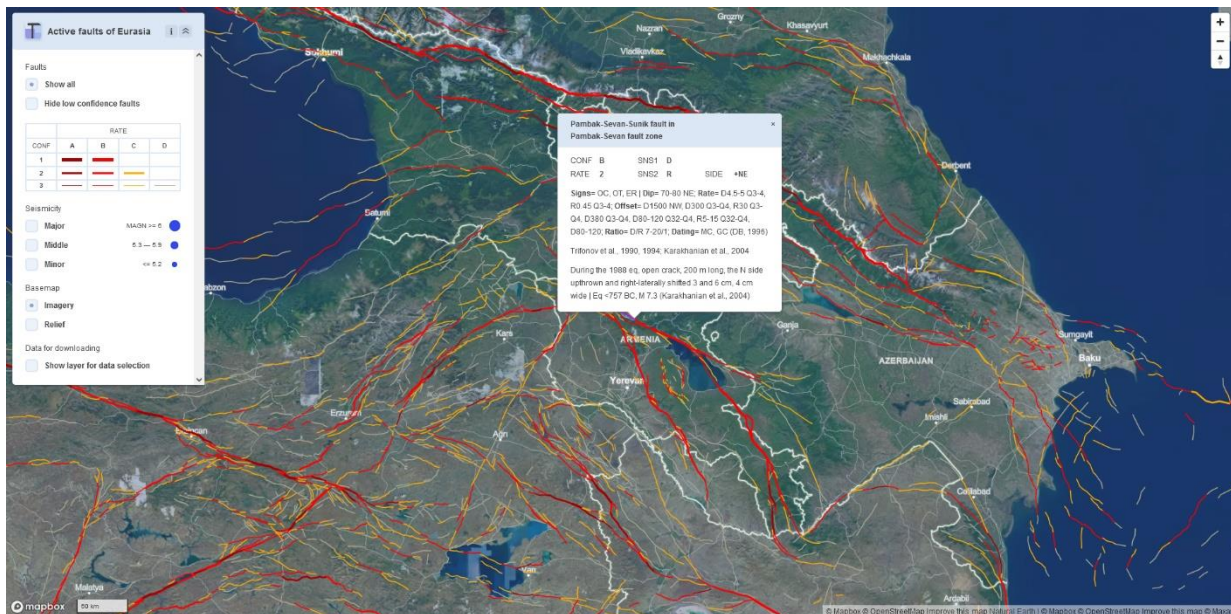 Active faults of Eurasia
i
Faults
Show all
Hide low confidence faults
RATE
CONF A B C D
1
2
3
Seismicity
Major MAGN >= 6
Middle 5.3 — 5.9
Minor <= 5.2
Basemap
Imagery
Relief
Data for downloading
Show layer for data selection
Pambak-Sevan-Sunik fault in
Pambak-Sevan fault zone
×
CONF B SNS1 D
RATE 2 SNS2 R SIDE +NE
Signs= OC, OT, ER | Dip= 70-80 NE; Rate= D4.5-5 Q3-4,
R0.45 Q3-4; Offset= D1500 NW, D300 Q3-Q4, R30 Q3-
Q4, D380 Q3-Q4, D80-120 Q32-Q4, R5-15 Q32-Q4,
D80-120; Ratio= D/R 7-20/1; Dating= MC, GC (DB, 1996)
Trifonov et al., 1990, 1994; Karakhanian et al., 2004
During the 1988 eq, open crack, 200 m long, the N side
upthrown and right-laterally shifted 3 and 6 cm, 4 cm
wide | Eq <757 BC, M 7.3 (Karakhanian et al., 2004)
Grozny
Khasavyurt
Nazran
Vladikavkaz
Makhachkala
Sukhumi
Derbent
Batumi
abzon
Kars
Ganja
Sumgayit
ARMENIA
AZERBAIJAN
Baku
Yerevan
Sabirabad
Imishli
Erzurum
Erzincan
Agri
Calilabad
Van
Malatya
Ardabil
mapbox
50 km
+
−
© Mapbox © OpenStreetMap Improve this map Natural Earth | © Mapbox © OpenStreetMap Improve this map © Map